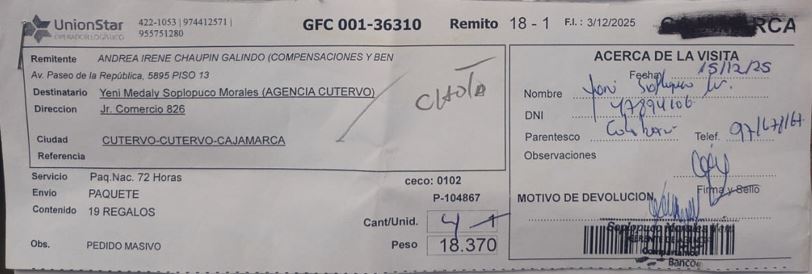 UnionStar
OPERADOR LOGÍSTICO
422-1053 | 974412571 |
955751280
GFC 001-36310
Remito 18 - 1
F.I. : 3/12/2025
RCA
Remitente ANDREA IRENE CHAUPIN GALINDO (COMPENSACIONES Y BEN
Av. Paseo de la República, 5895 PISO 13
Destinatario Yeni Medaly Soplopuco Morales (AGENCIA CUTERVO)
Direccion Jr. Comercio 826
Ciudad CUTERVO-CUTERVO-CAJAMARCA
Referencia
Servicio Paq.Nac. 72 Horas
Envio PAQUETE
Contenido 19 REGALOS
Obs. PEDIDO MASIVO
ceco: 0102
P-104867
Cant/Unid.
Peso 18.370
ACERCA DE LA VISITA
Fecha 15/12/25
Nombre Yeni Soplopuco
DNI 47894106
Parentesco
Telef.
Observaciones
Firma y Sello
MOTIVO DE DEVOLUCION
Banco